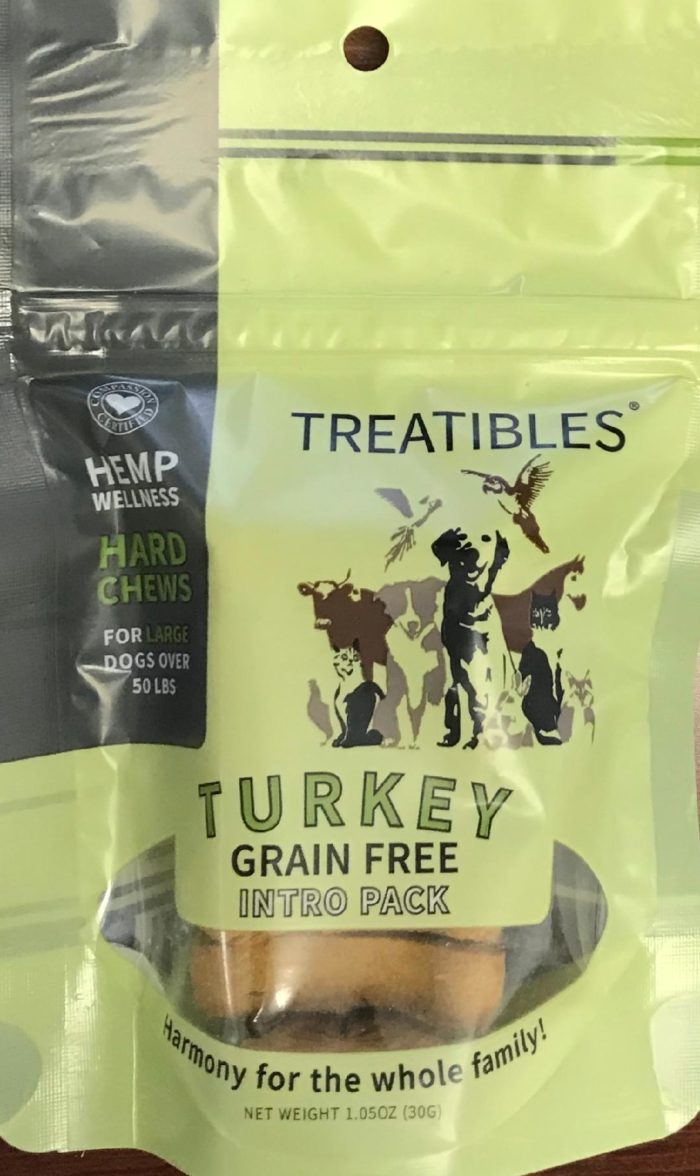 COMPASSION
CERTIFIED
HEMP
WELLNESS
HARD
CHEWS
FOR LARGE
DOGS OVER
50 LBS
TREATIBLES®
TURKEY
GRAIN FREE
INTRO PACK
Harmony for the whole family!
NET WEIGHT 1.05OZ (30G)